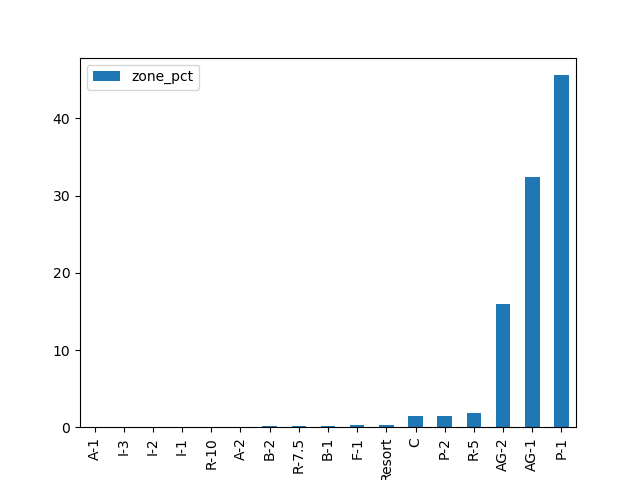 zone_pct
40
30
20
10
0
A-1
I-3
I-2
I-1
R-10
A-2
B-2
R-7.5
B-1
F-1
Resort
C
P-2
R-5
AG-2
AG-1
P-1